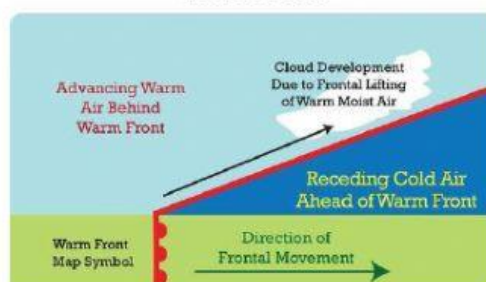 Cloud Development
Due to Frontal Lifting
of Warm Moist Air
Advancing Warm
Air Behind
Warm Front
Receding Cold Air
Ahead of Warm Front
Warm Front
Map Symbol
Direction of
Frontal Movement